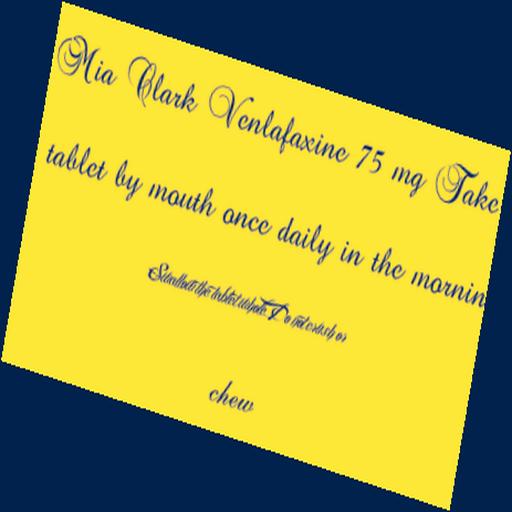 Mia Clark Venlafaxine 75 mg Take
tablet by mouth once daily in the mornin
Swallow the tablet whole. Do not crush or
chew